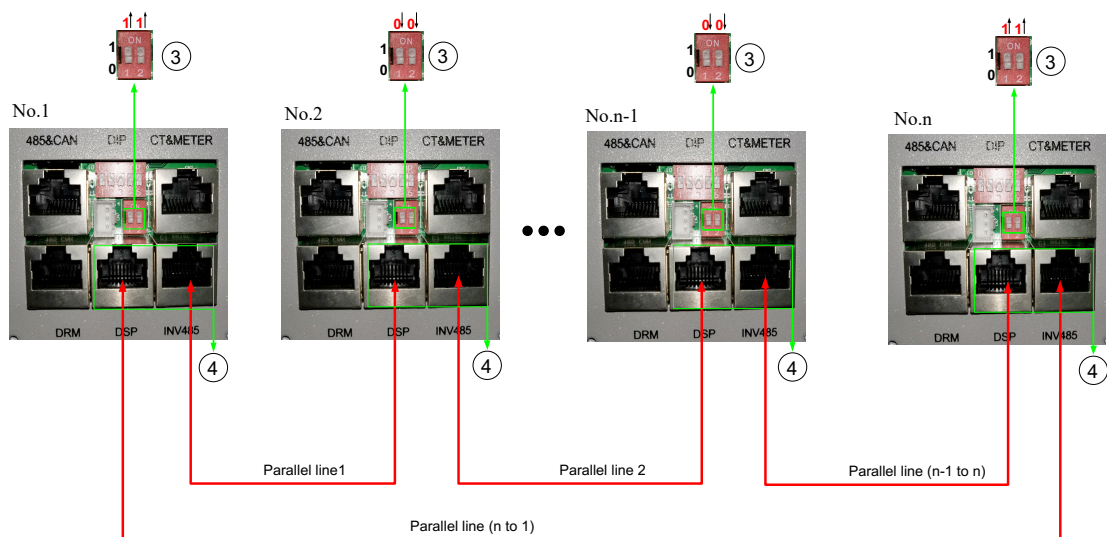 1 1
0 0
0 0
1 1
ON
1
0
1 2
3
ON
1
0
1 2
3
ON
1
0
1 2
3
ON
1
0
1 2
3
No.1
No.2
No.n-1
No.n
485&CAN DIP CT&METER
485&CAN DIP CT&METER
485&CAN DIP CT&METER
485&CAN DIP CT&METER
•••
DRM DSP INV485
DRM DSP INV485
DRM DSP INV485
DRM DSP INV485
4
4
4
4
Parallel line1
Parallel line 2
Parallel line (n-1 to n)
Parallel line (n to 1)